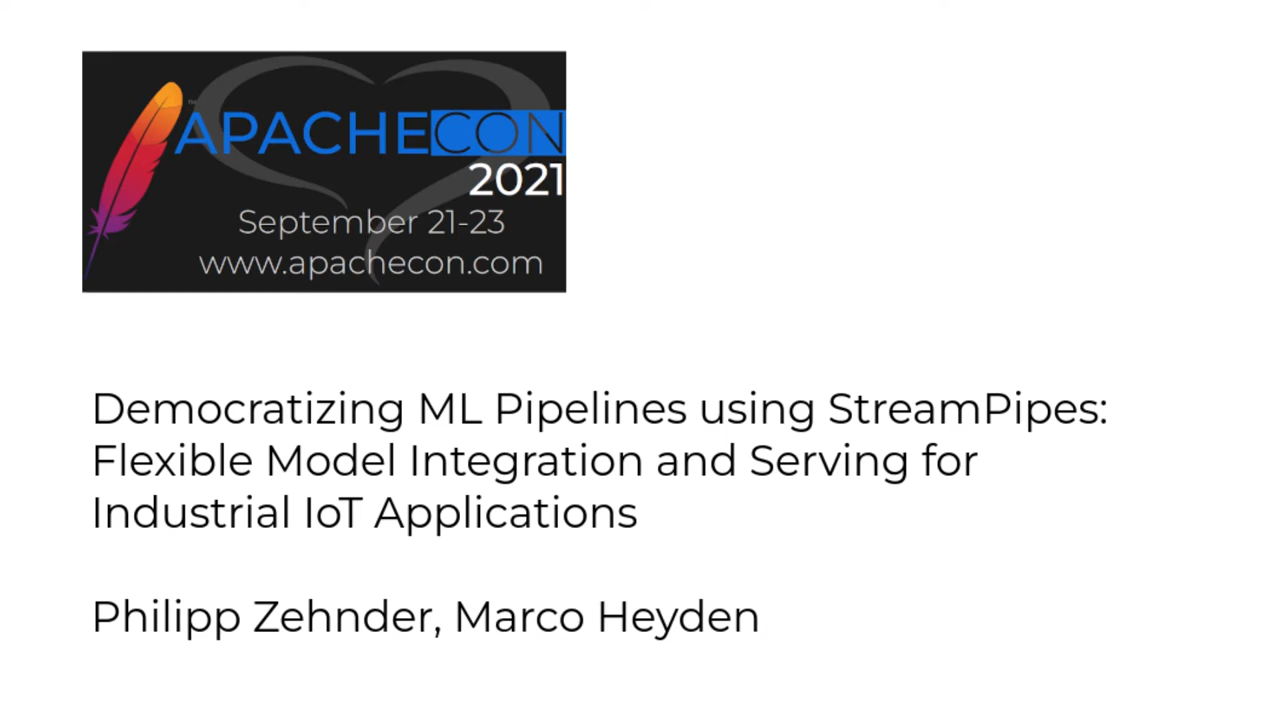 APACHECON
2021
September 21-23
www.apachecon.com
Democratizing ML Pipelines using StreamPipes:
Flexible Model Integration and Serving for
Industrial IoT Applications
Philipp Zehnder, Marco Heyden